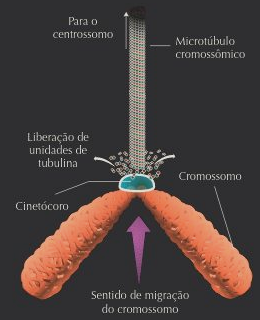 Para o
centrossomo
Microtúbulo
cromossômico
Liberação de
unidades de
tubulina
Cromossomo
Cinetócoro
Sentido de migração
do cromossomo